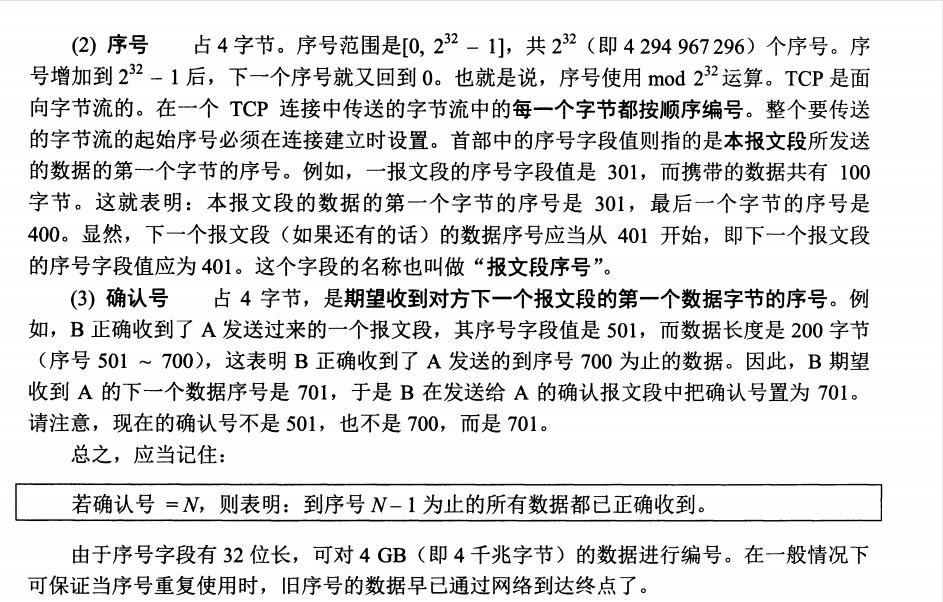 (2) 序号 占 4 字节。序号范围是[0, 2³² – 1]，共 2³²（即 4 294 967 296）个序号。序
号增加到 2³² – 1 后，下一个序号就又回到 0。也就是说，序号使用 mod 2³² 运算。TCP 是面
向字节流的。在一个 TCP 连接中传送的字节流中的每一个字节都按顺序编号。整个要传送
的字节流的起始序号必须在连接建立时设置。首部中的序号字段值则指的是本报文段所发送
的数据的第一个字节的序号。例如，一报文段的序号字段值是 301，而携带的数据共有 100
字节。这就表明：本报文段的数据的第一个字节的序号是 301，最后一个字节的序号是
400。显然，下一个报文段（如果还有的话）的数据序号应当从 401 开始，即下一个报文段
的序号字段值应为 401。这个字段的名称也叫做“报文段序号”。
(3) 确认号 占 4 字节，是期望收到对方下一个报文段的第一个数据字节的序号。例
如，B 正确收到了 A 发送过来的一个报文段，其序号字段值是 501，而数据长度是 200 字节
（序号 501 ~ 700），这表明 B 正确收到了 A 发送的到序号 700 为止的数据。因此，B 期望
收到 A 的下一个数据序号是 701，于是 B 在发送给 A 的确认报文段中把确认号置为 701。
请注意，现在的确认号不是 501，也不是 700，而是 701。
总之，应当记住：
若确认号 = N，则表明：到序号 N – 1 为止的所有数据都已正确收到。
由于序号字段有 32 位长，可对 4 GB（即 4 千兆字节）的数据进行编号。在一般情况下
可保证当序号重复使用时，旧序号的数据早已通过网络到达终点了。